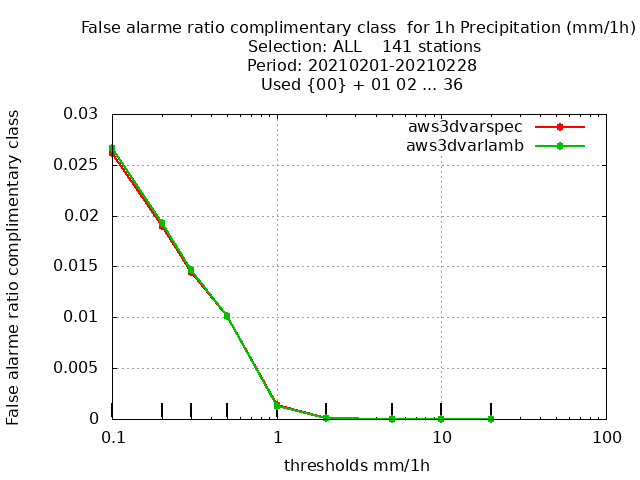 False alarme ratio complimentary class  for 1h Precipitation (mm/1h)
Selection: ALL    141 stations
Period: 20210201-20210228
Used {00} + 01 02 ... 36
False alarme ratio complimentary class
0.03
0.025
0.02
0.015
0.01
0.005
0
aws3dvarspec
aws3dvarlamb
0.1 1 10 100
thresholds mm/1h